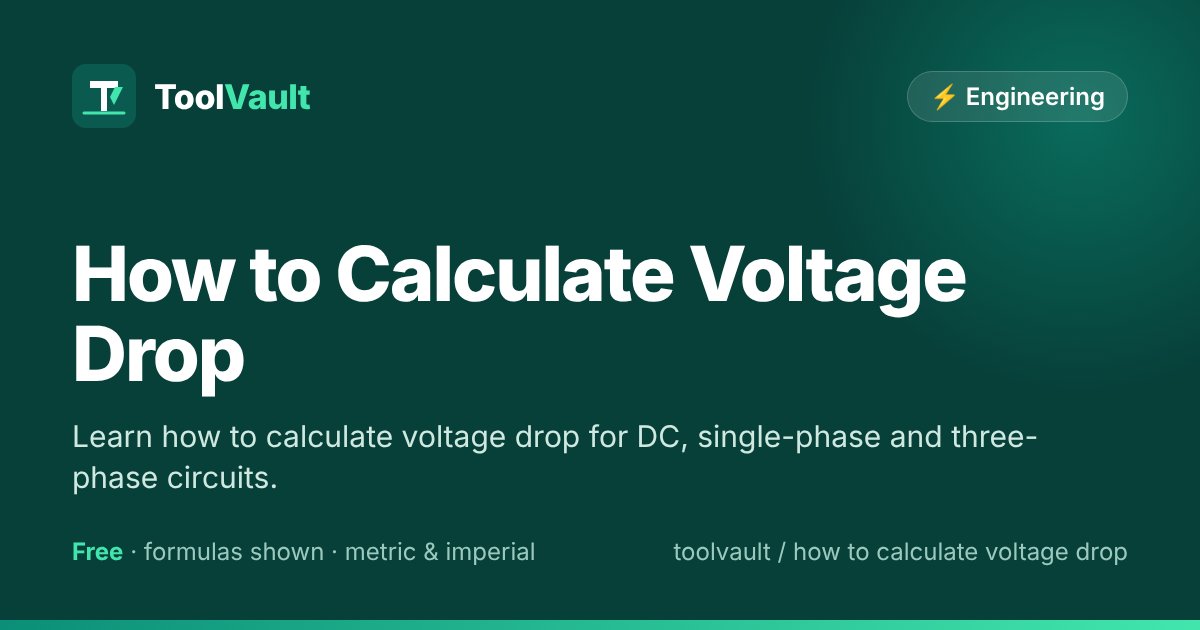 ToolVault
⚡ Engineering
How to Calculate Voltage
Drop
Learn how to calculate voltage drop for DC, single-phase and three-
phase circuits.
Free · formulas shown · metric & imperial
toolvault / how to calculate voltage drop